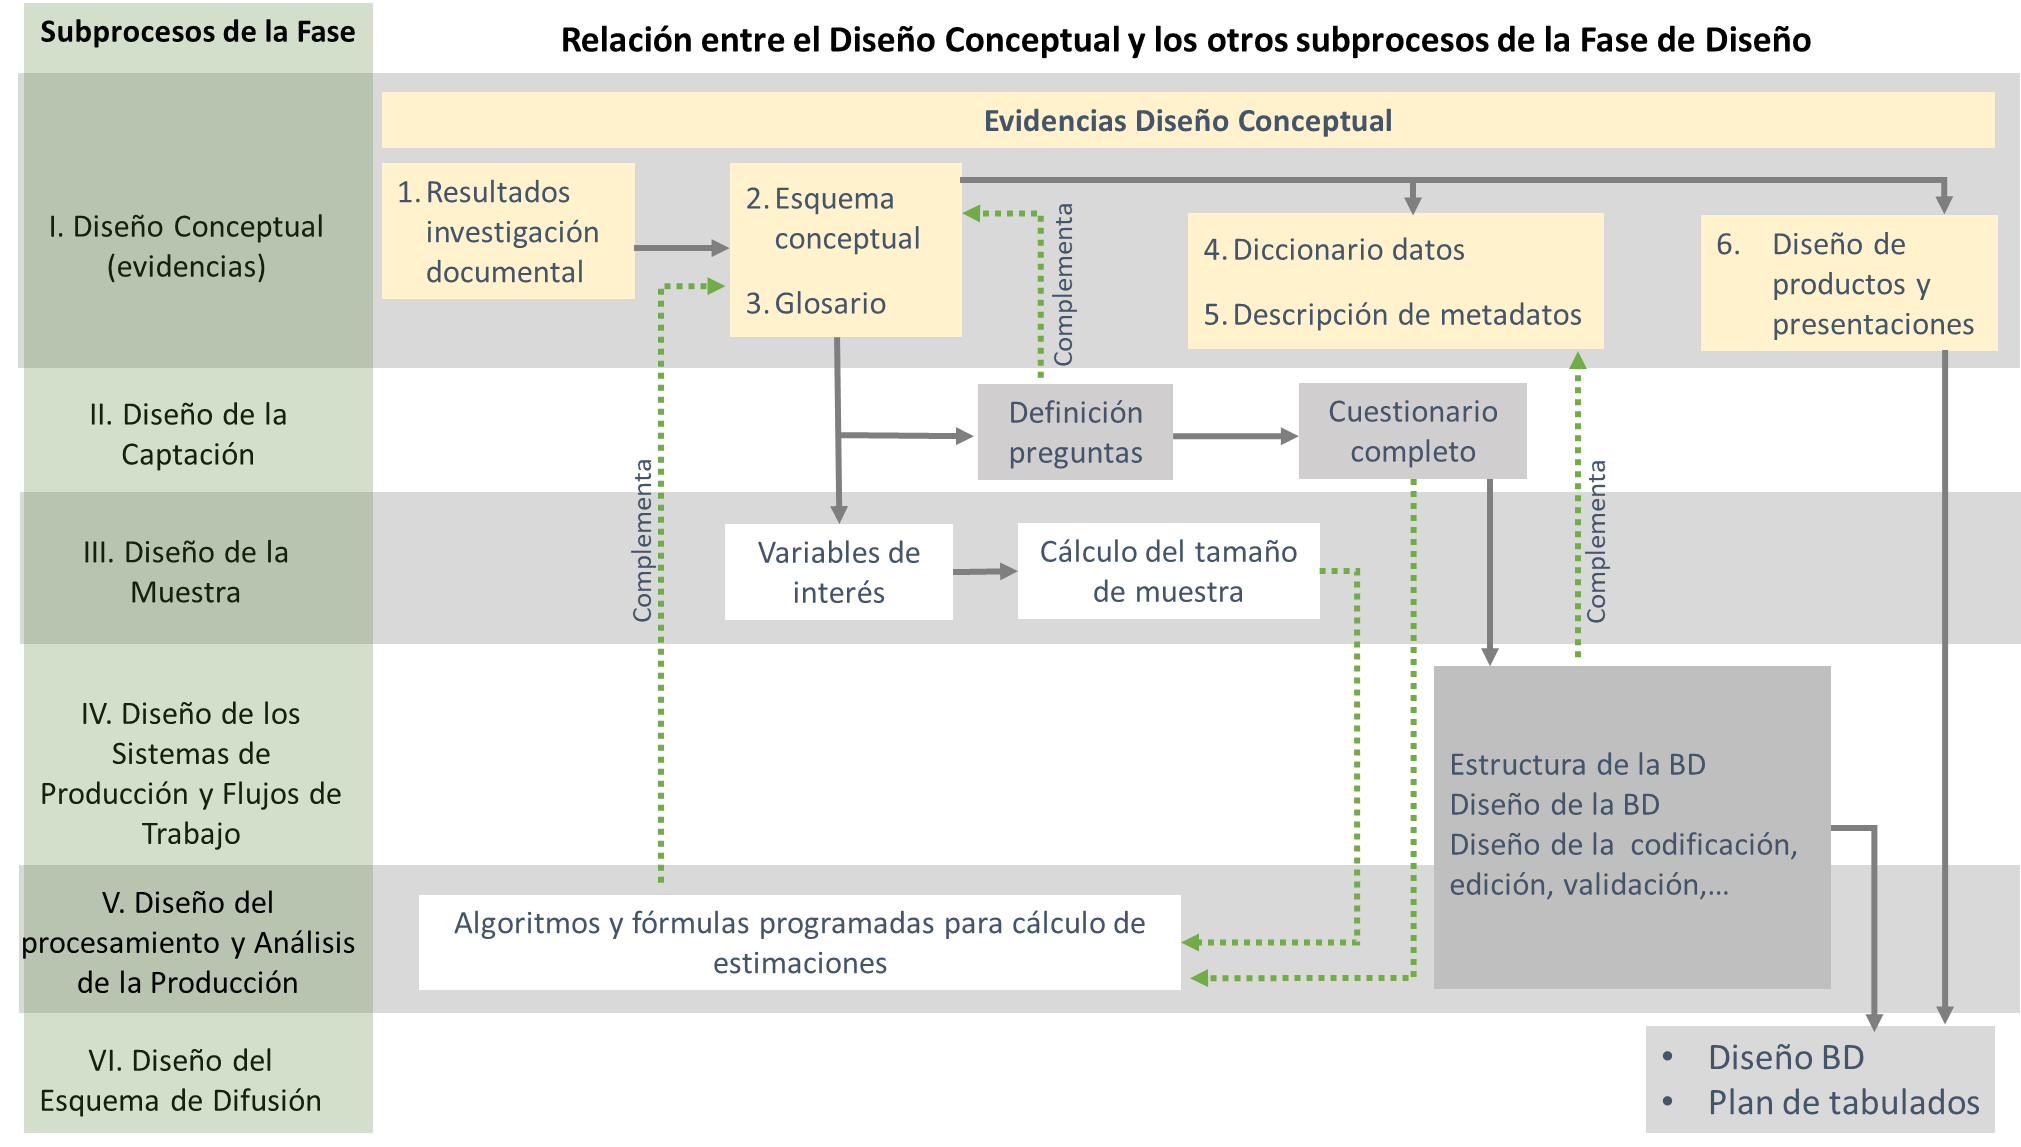 Subprocesos de la Fase
Relación entre el Diseño Conceptual y los otros subprocesos de la Fase de Diseño
Evidencias Diseño Conceptual
I. Diseño Conceptual
(evidencias)
1. Resultados
investigación
documental
2. Esquema
conceptual
3. Glosario
Complementa
4. Diccionario datos
5. Descripción de metadatos
6. Diseño de
productos y
presentaciones
II. Diseño de la
Captación
Definición
preguntas
Cuestionario
completo
Complementa
Complementa
III. Diseño de la
Muestra
Variables de
interés
Cálculo del tamaño
de muestra
IV. Diseño de los
Sistemas de
Producción y Flujos de
Trabajo
Estructura de la BD
Diseño de la BD
Diseño de la codificación,
edición, validación,...
V. Diseño del
procesamiento y Análisis
de la Producción
Algoritmos y fórmulas programadas para cálculo de
estimaciones
VI. Diseño del
Esquema de Difusión
• Diseño BD
• Plan de tabulados